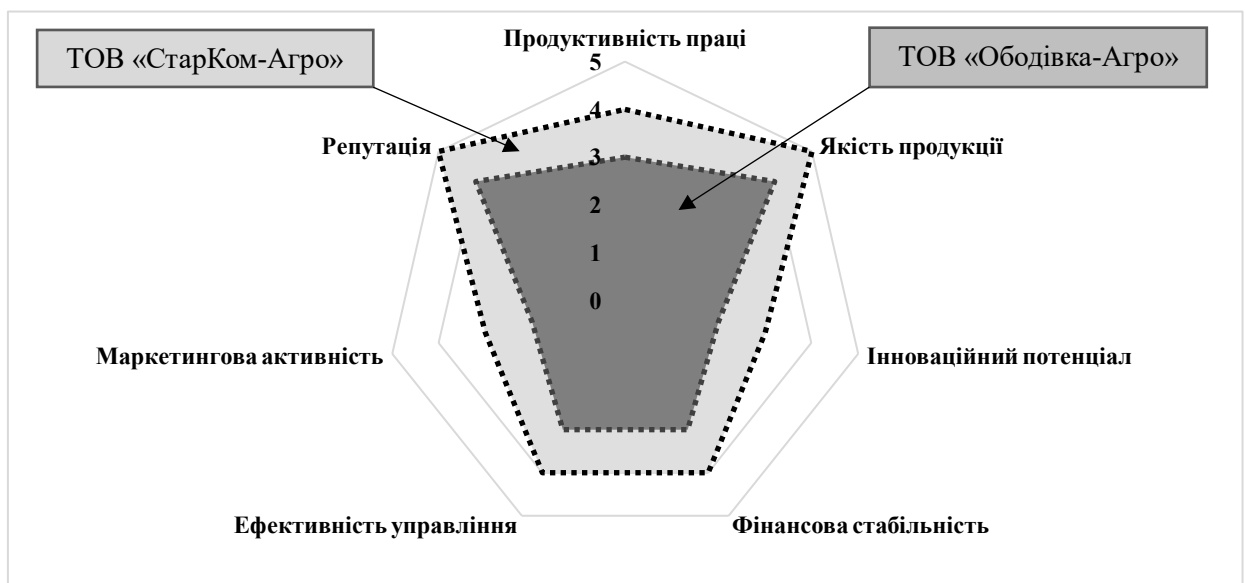 ТОВ «СтарКом-Агро»
Продуктивність праці
ТОВ «Ободівка-Агро»
5
4
Репутація
Якість продукції
3
2
1
0
Маркетингова активність
Інноваційний потенціал
Ефективність управління
Фінансова стабільність